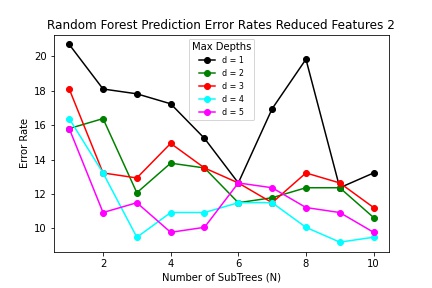 Random Forest Prediction Error Rates Reduced Features 2
Max Depths
d = 1
d = 2
d = 3
d = 4
d = 5
Error Rate
20
18
16
14
12
10
2
4
6
8
10
Number of SubTrees (N)